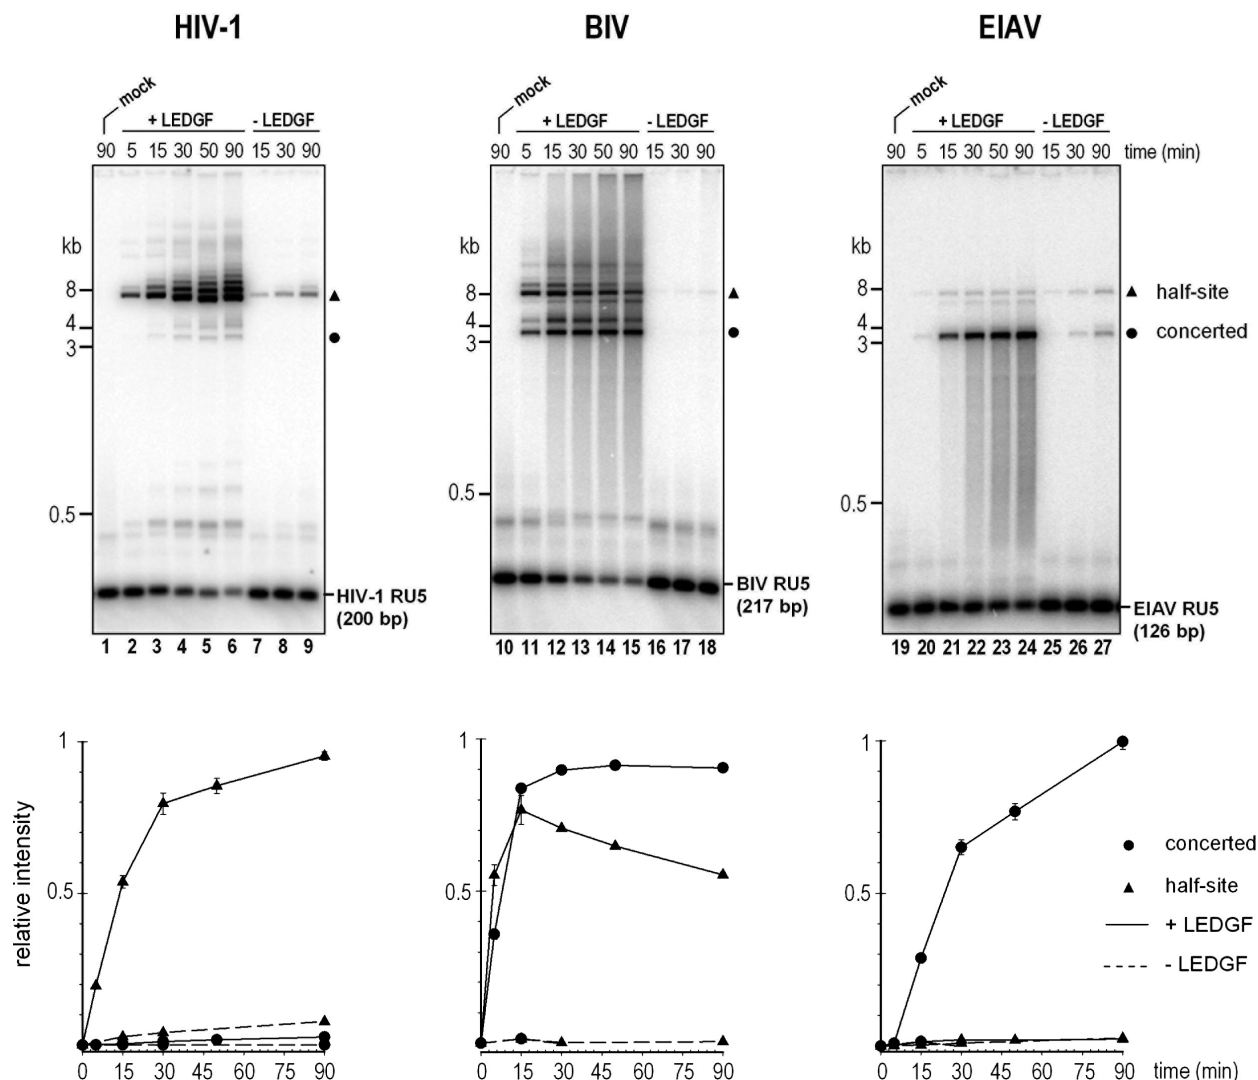 HIV-1 BIV EIAV
mock mock mock
+ LEDGF - LEDGF + LEDGF - LEDGF + LEDGF - LEDGF
90 5 15 30 50 90 15 30 90 90 5 15 30 50 90 15 30 90 90 5 15 30 50 90 15 30 90 time (min)
kb kb kb
8 8 8 half-site
4 4 4 concerted
3 3 3
0.5 0.5 0.5
HIV-1 RU5 BIV RU5 EIAV RU5
(200 bp) (217 bp) (126 bp)
1 2 3 4 5 6 7 8 9 10 11 12 13 14 15 16 17 18 19 20 21 22 23 24 25 26 27
1 1 1
relative intensity
concerted
0.5 0.5 0.5 half-site
+ LEDGF
- LEDGF
0 15 30 45 60 75 90 0 15 30 45 60 75 90 0 15 30 45 60 75 90 time (min)